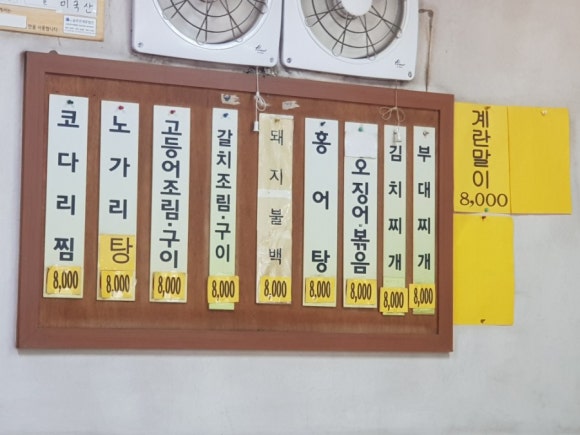 미국산
코다리찜
8,000
노가리탕
8,000
고등어조림·구이
8,000
갈치조림·구이
8,000
돼지불백
8,000
홍어탕
8,000
오징어볶음
8,000
김치찌개
8,000
부대찌개
8,000
계란말이
8,000